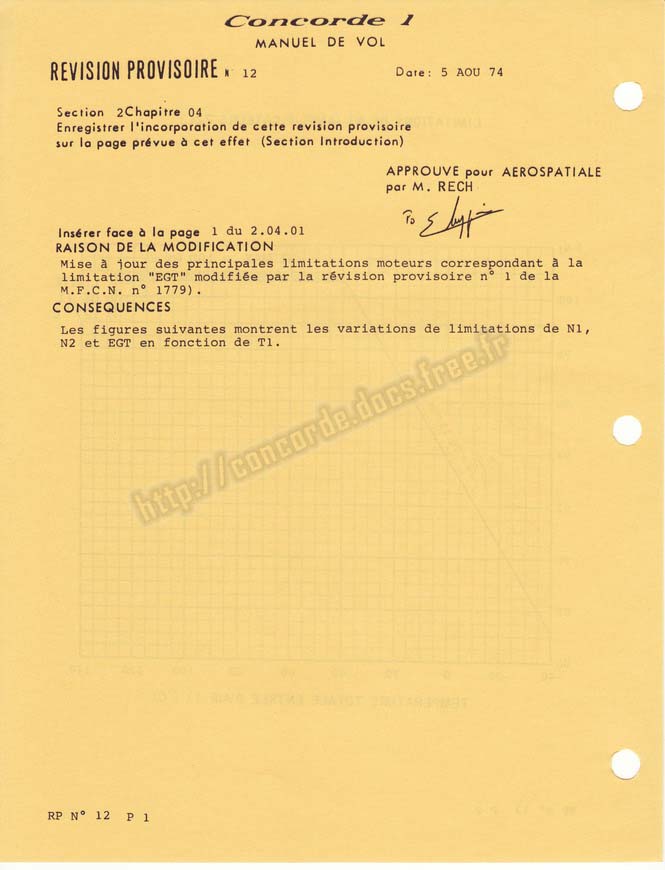 Concorde 1
MANUEL DE VOL
REVISION PROVISOIRE N° 12 Date: 5 AOU 74
Section 2Chapitre 04
Enregistrer l'incorporation de cette revision provisoire
sur la page prévue à cet effet (Section Introduction)
APPROUVE pour AEROSPATIALE
par M. RECH
Insérer face à la page 1 du 2.04.01
RAISON DE LA MODIFICATION
Mise à jour des principales limitations moteurs correspondant à la
limitation "EGT" modifiée par la révision provisoire n° 1 de la
M.F.C.N. n° 1779).
CONSEQUENCES
Les figures suivantes montrent les variations de limitations de N1,
N2 et EGT en fonction de T1.
http://concorde.docs.free.fr
RP N° 12 P 1